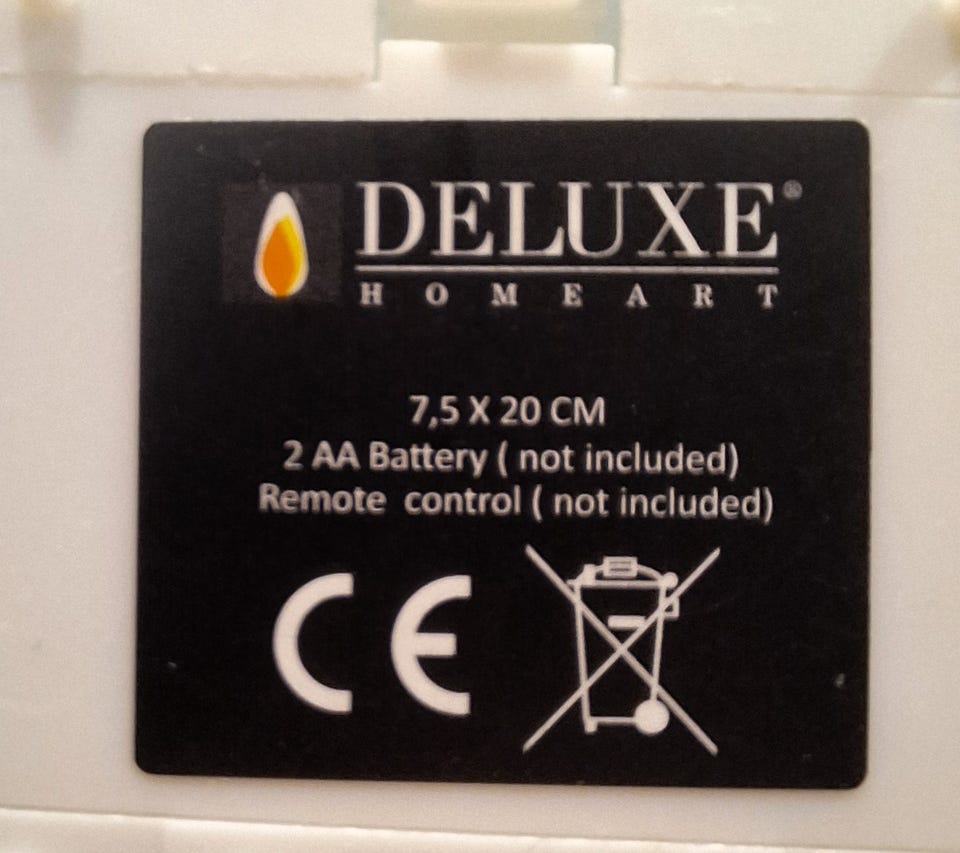 DELUXE®
HOMEART
7,5 X 20 CM
2 AA Battery ( not included)
Remote control ( not included)
CE